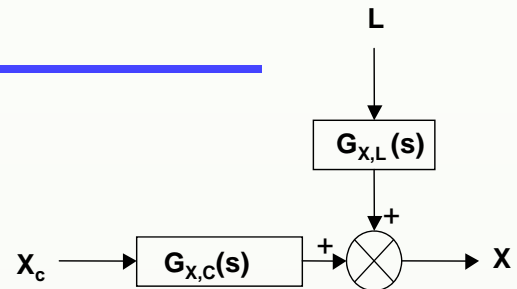 L
G_{X,L}(s)
+
X_c
G_{X,C}(s)
+
X